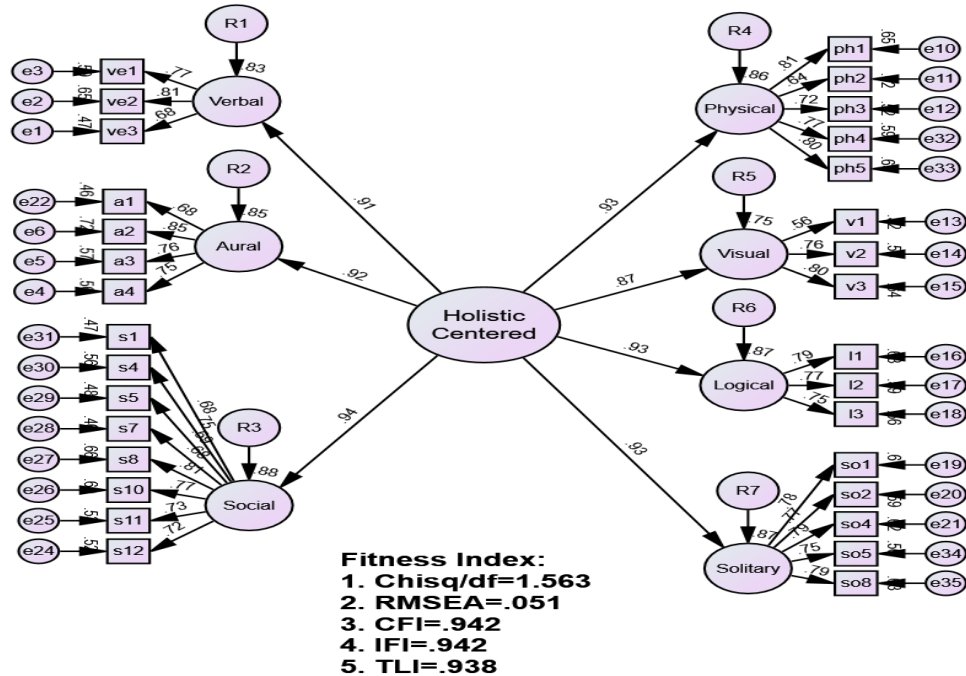 R1
e3 ve1 .77 .83
e2 .65 ve2 .81 Verbal
e1 .47 ve3 .68
.91
R2
e22 .46 a1 .68 .85
e6 a2 .85 Aural
e5 .57 a3 .76
e4 a4 .75
.92
e31 .47 s1 .68
e30 .56 s4 .75
e29 .48 s5 .69
e28 s7 .68 R3
e27 s8 .81 .88
e26 s10 .77 Social
e25 s11 .73
e24 s12 .72
.94
Holistic
Centered
R4
.86 .81 ph1 .65 e10
Physical .64 ph2 e11
.72 ph3 e12
.77 ph4 .59 e32
.80 ph5 e33
.93
R5
.75 .56 v1 e13
Visual .76 v2 e14
.80 v3 e15
.87
R6
.87 .79 l1 e16
Logical .77 l2 e17
.75 l3 e18
.93
R7
.87 .78 so1 e19
.77 so2 e20
Solitary so4 e21
.75 so5 e34
.79 so8 e35
.93
Fitness Index:
1. Chisq/df=1.563
2. RMSEA=.051
3. CFI=.942
4. IFI=.942
5. TLI=.938